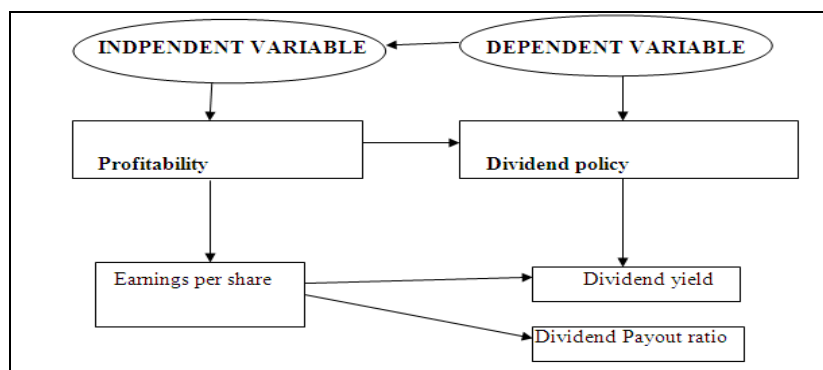 INDPENDENT VARIABLE
DEPENDENT VARIABLE
Profitability
Dividend policy
Earnings per share
Dividend yield
Dividend Payout ratio